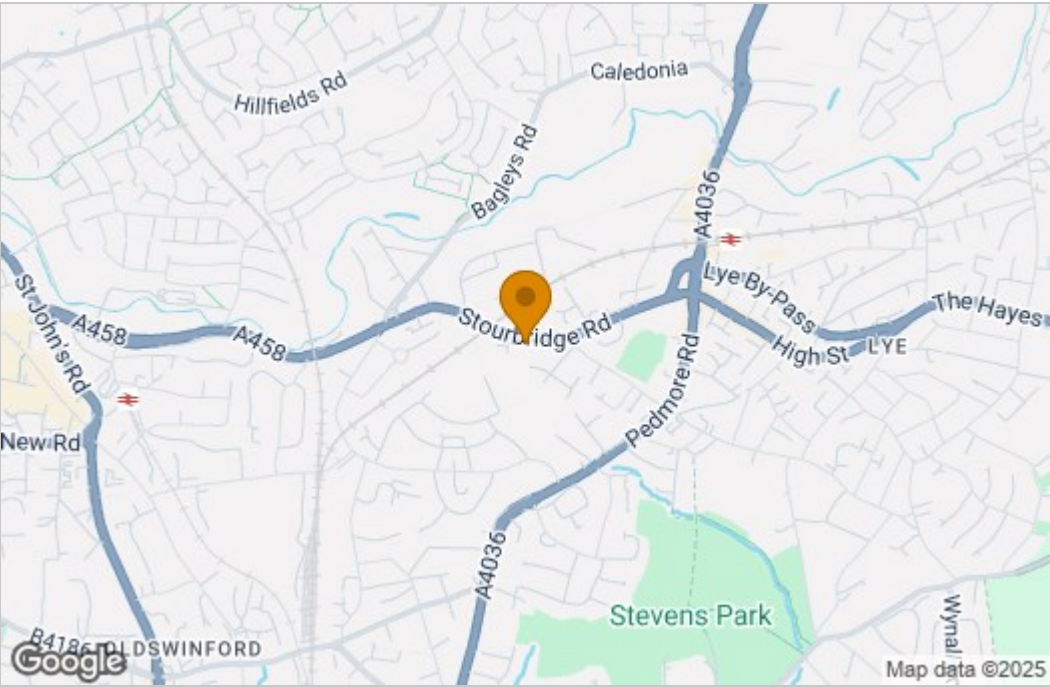 Caledonia
Hillfields Rd
Bagleys Rd
A4036
Lye By-Pass
The Hayes
St John's Rd
A458
A458
Stourbridge Rd
High St
LYE
Pedmore Rd
New Rd
A4036
Stevens Park
B4186
OLDSWINFORD
Google
Map data ©2025